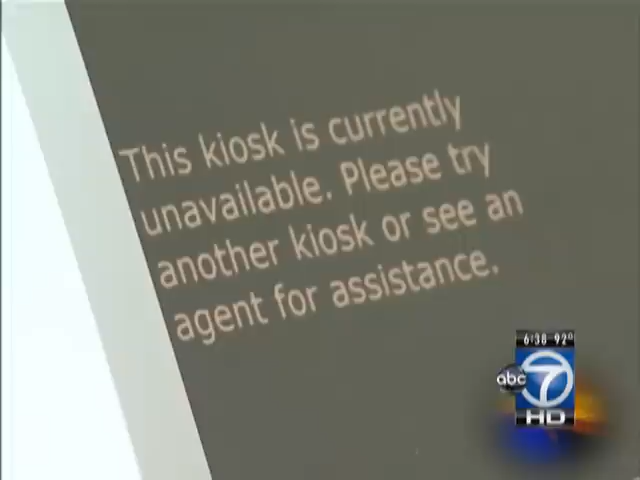 This kiosk is currently
unavailable. Please try
another kiosk or see an
agent for assistance.
6:38 92°
abc 7
HD